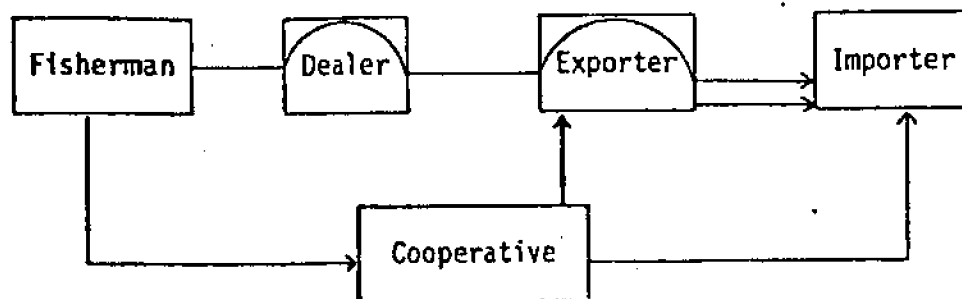 Fisherman
Dealer
Exporter
Importer
Cooperative